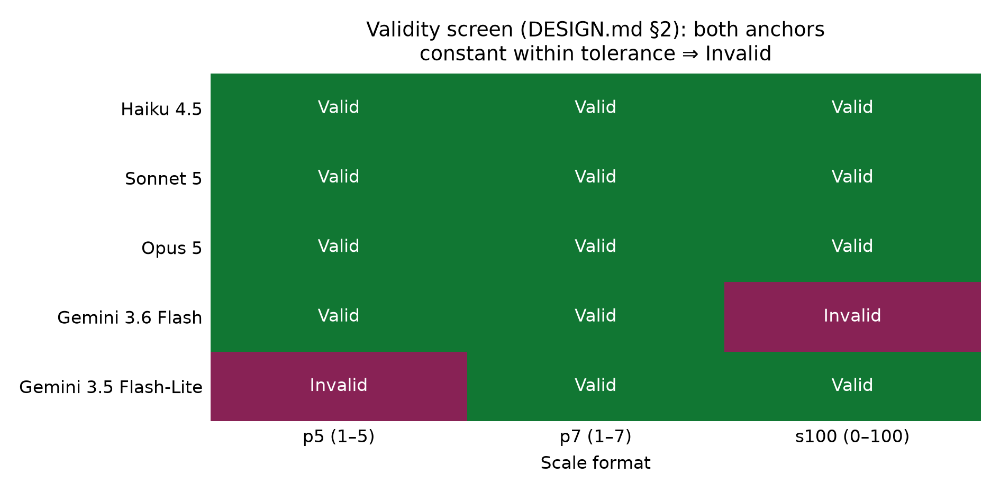 Validity screen (DESIGN.md §2): both anchors
constant within tolerance ⇒ Invalid
Haiku 4.5 Valid Valid Valid
Sonnet 5 Valid Valid Valid
Opus 5 Valid Valid Valid
Gemini 3.6 Flash Valid Valid Invalid
Gemini 3.5 Flash-Lite Invalid Valid Valid
p5 (1–5) p7 (1–7) s100 (0–100)
Scale format